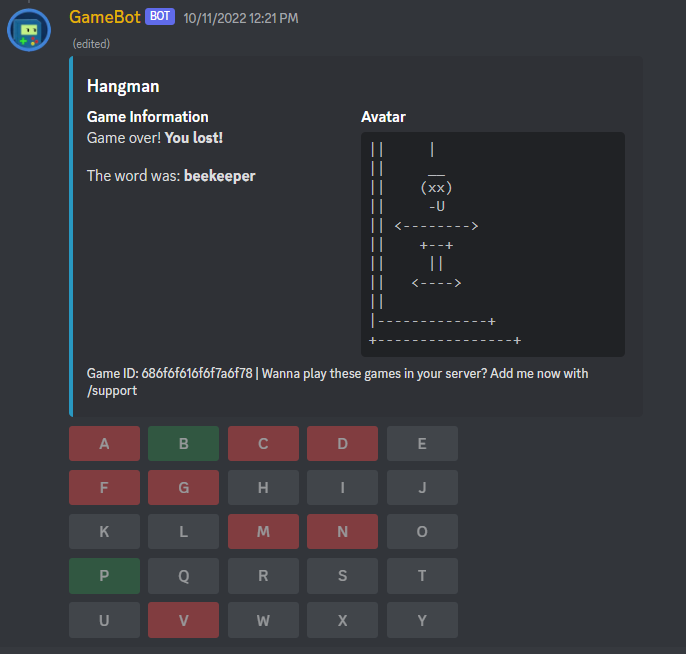 GameBot BOT 10/11/2022 12:21 PM
(edited)
Hangman
Game Information
Game over! You lost!
The word was: beekeeper
Avatar
||     |
||     __
||    (xx)
||     -U
|| <-------->
||    +--+
||     ||
||   <---->
||
|-------------+
+----------------+
Game ID: 686f6f616f6f7a6f78 | Wanna play these games in your server? Add me now with
/support
A B C D E
F G H I J
K L M N O
P Q R S T
U V W X Y